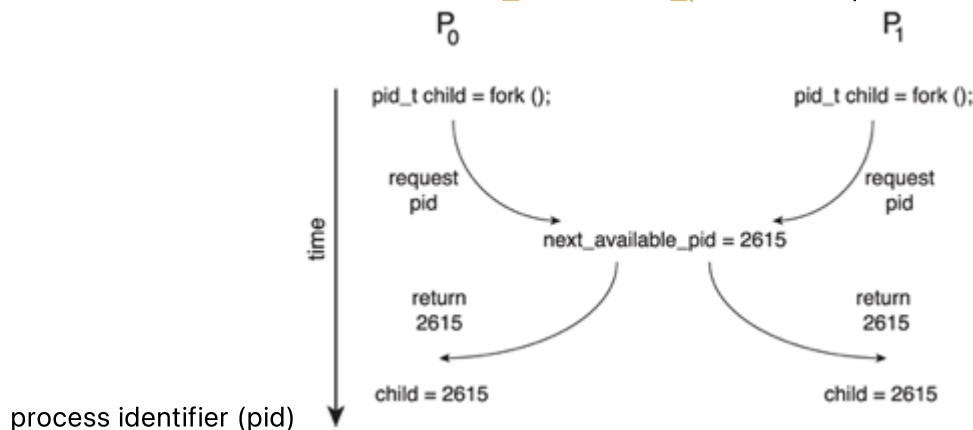 P0 P1
pid_t child = fork (); pid_t child = fork ();
request request
pid pid
time
next_available_pid = 2615
return return
2615 2615
child = 2615 child = 2615
process identifier (pid)